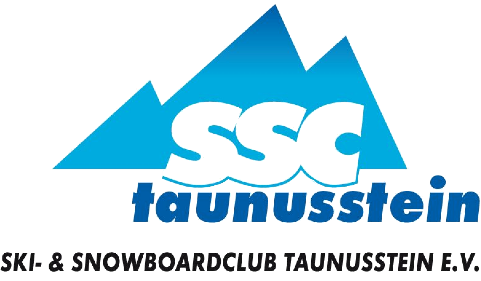 SSC
taunusstein
SKI- & SNOWBOARDCLUB TAUNUSSTEIN E.V.